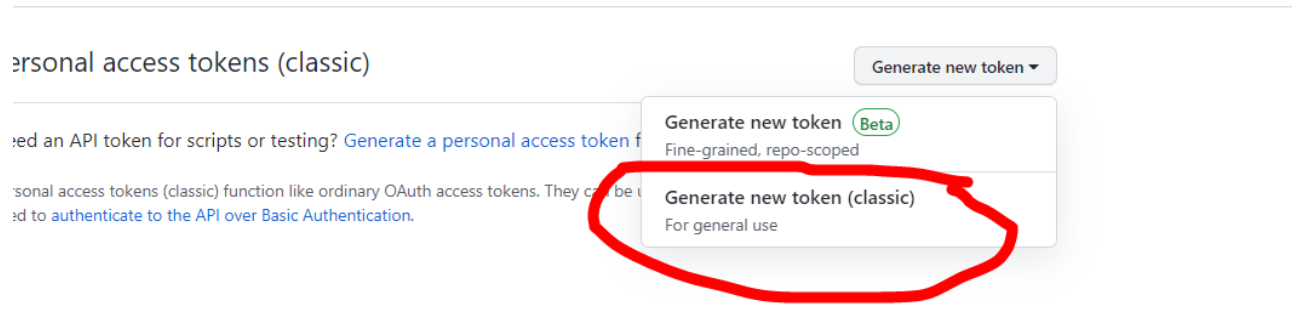 ersonal access tokens (classic)
Generate new token
Generate new token Beta
Fine-grained, repo-scoped
eed an API token for scripts or testing? Generate a personal access token f
Generate new token (classic)
For general use
rsonal access tokens (classic) function like ordinary OAuth access tokens. They can be u
ed to authenticate to the API over Basic Authentication.